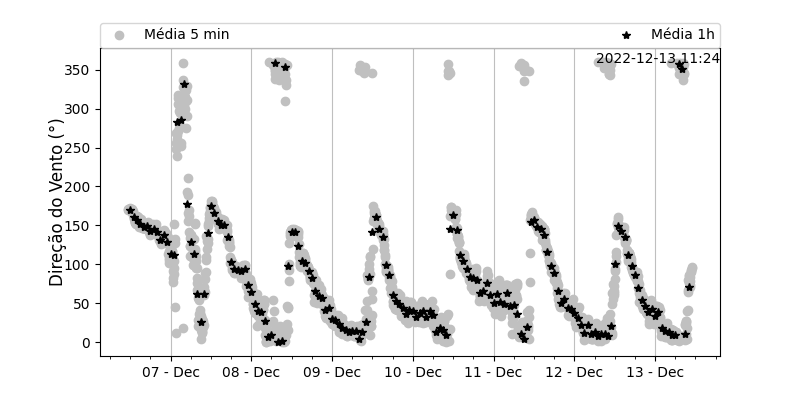 Média 5 min
Média 1h
2022-12-13 11:24
Direção do Vento (°)
350
300
250
200
150
100
50
0
07 - Dec
08 - Dec
09 - Dec
10 - Dec
11 - Dec
12 - Dec
13 - Dec